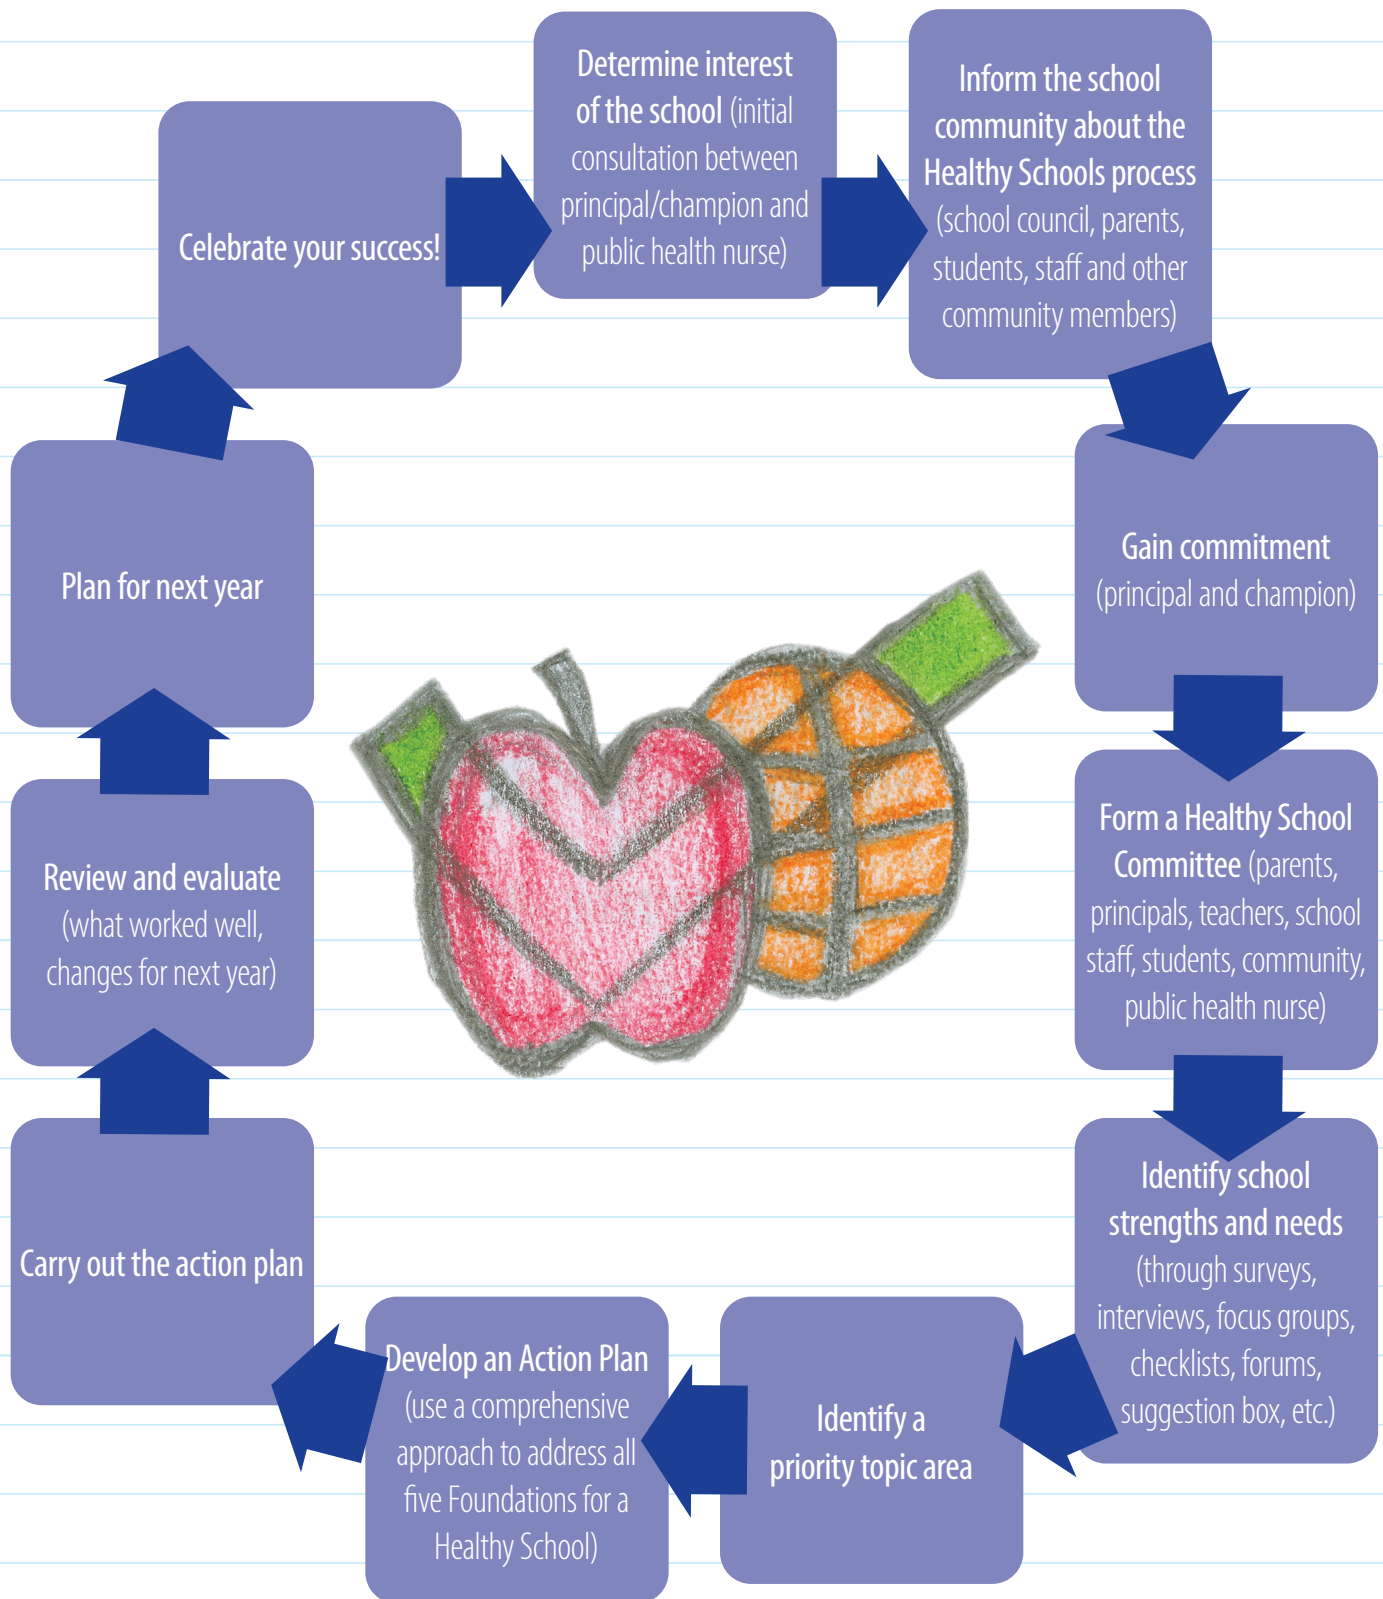 Determine interest
of the school (initial
consultation between
principal/champion and
public health nurse)
Inform the school
community about the
Healthy Schools process
(school council, parents,
students, staff and other
community members)
Gain commitment
(principal and champion)
Form a Healthy School
Committee (parents,
principals, teachers, school
staff, students, community,
public health nurse)
Identify school
strengths and needs
(through surveys,
interviews, focus groups,
checklists, forums,
suggestion box, etc.)
Identify a
priority topic area
Develop an Action Plan
(use a comprehensive
approach to address all
five Foundations for a
Healthy School)
Carry out the action plan
Review and evaluate
(what worked well,
changes for next year)
Plan for next year
Celebrate your success!